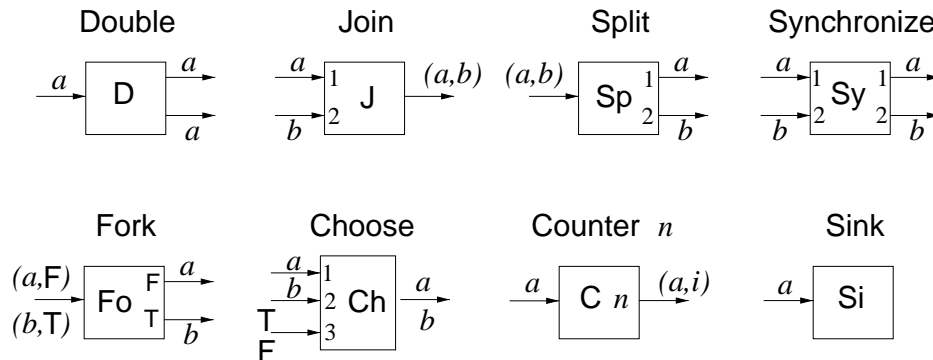 Double Join Split Synchronize
a D a a
a 1 J (a,b)
b 2
(a,b) Sp 1 a
2 b
a 1 Sy 1 a
b 2 2 b
Fork Choose Counter n Sink
(a,F) Fo F a
(b,T) T b
a 1 Ch a
b 2 b
T 3
F
a C n (a,i)
a Si